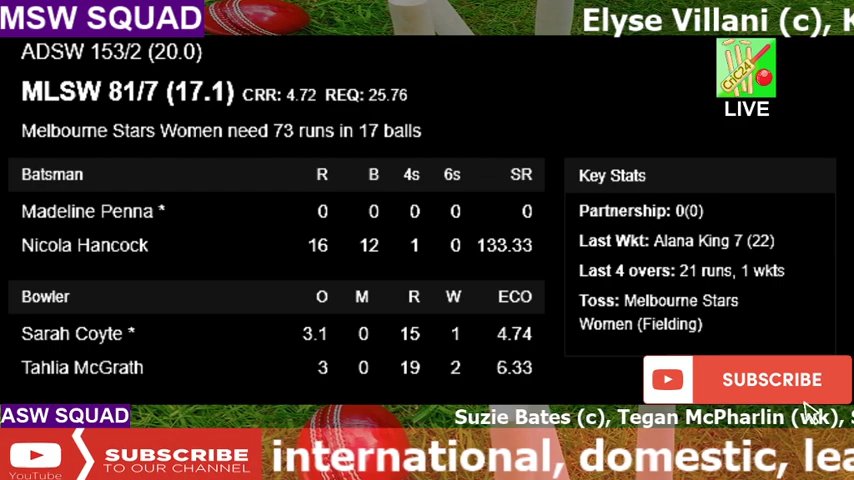 MSW SQUAD
Elyse Villani (c), K
ADSW 153/2 (20.0)
MLSW 81/7 (17.1) CRR: 4.72 REQ: 25.76
CriC24
LIVE
Melbourne Stars Women need 73 runs in 17 balls
Batsman R B 4s 6s SR
Madeline Penna * 0 0 0 0 0
Nicola Hancock 16 12 1 0 133.33
Bowler O M R W ECO
Sarah Coyte * 3.1 0 15 1 4.74
Tahlia McGrath 3 0 19 2 6.33
Key Stats
Partnership: 0(0)
Last Wkt: Alana King 7 (22)
Last 4 overs: 21 runs, 1 wkts
Toss: Melbourne Stars
Women (Fielding)
SUBSCRIBE
ASW SQUAD
Suzie Bates (c), Tegan McPharlin (wk), S
YouTube
SUBSCRIBE
TO OUR CHANNEL
international, domestic, lea